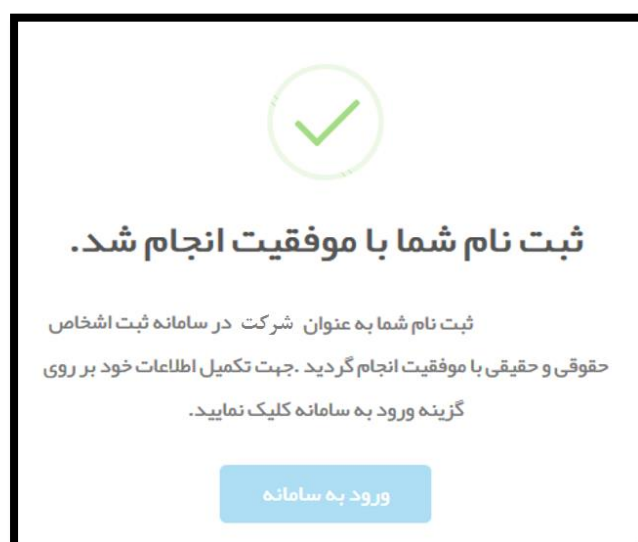 ثبت نام شما با موفقیت انجام شد.
ثبت نام شما به عنوان شرکت در سامانه ثبت اشخاص
حقوقی و حقیقی با موفقیت انجام گردید .جهت تکمیل اطلاعات خود بر روی
گزینه ورود به سامانه کلیک نمایید.
ورود به سامانه